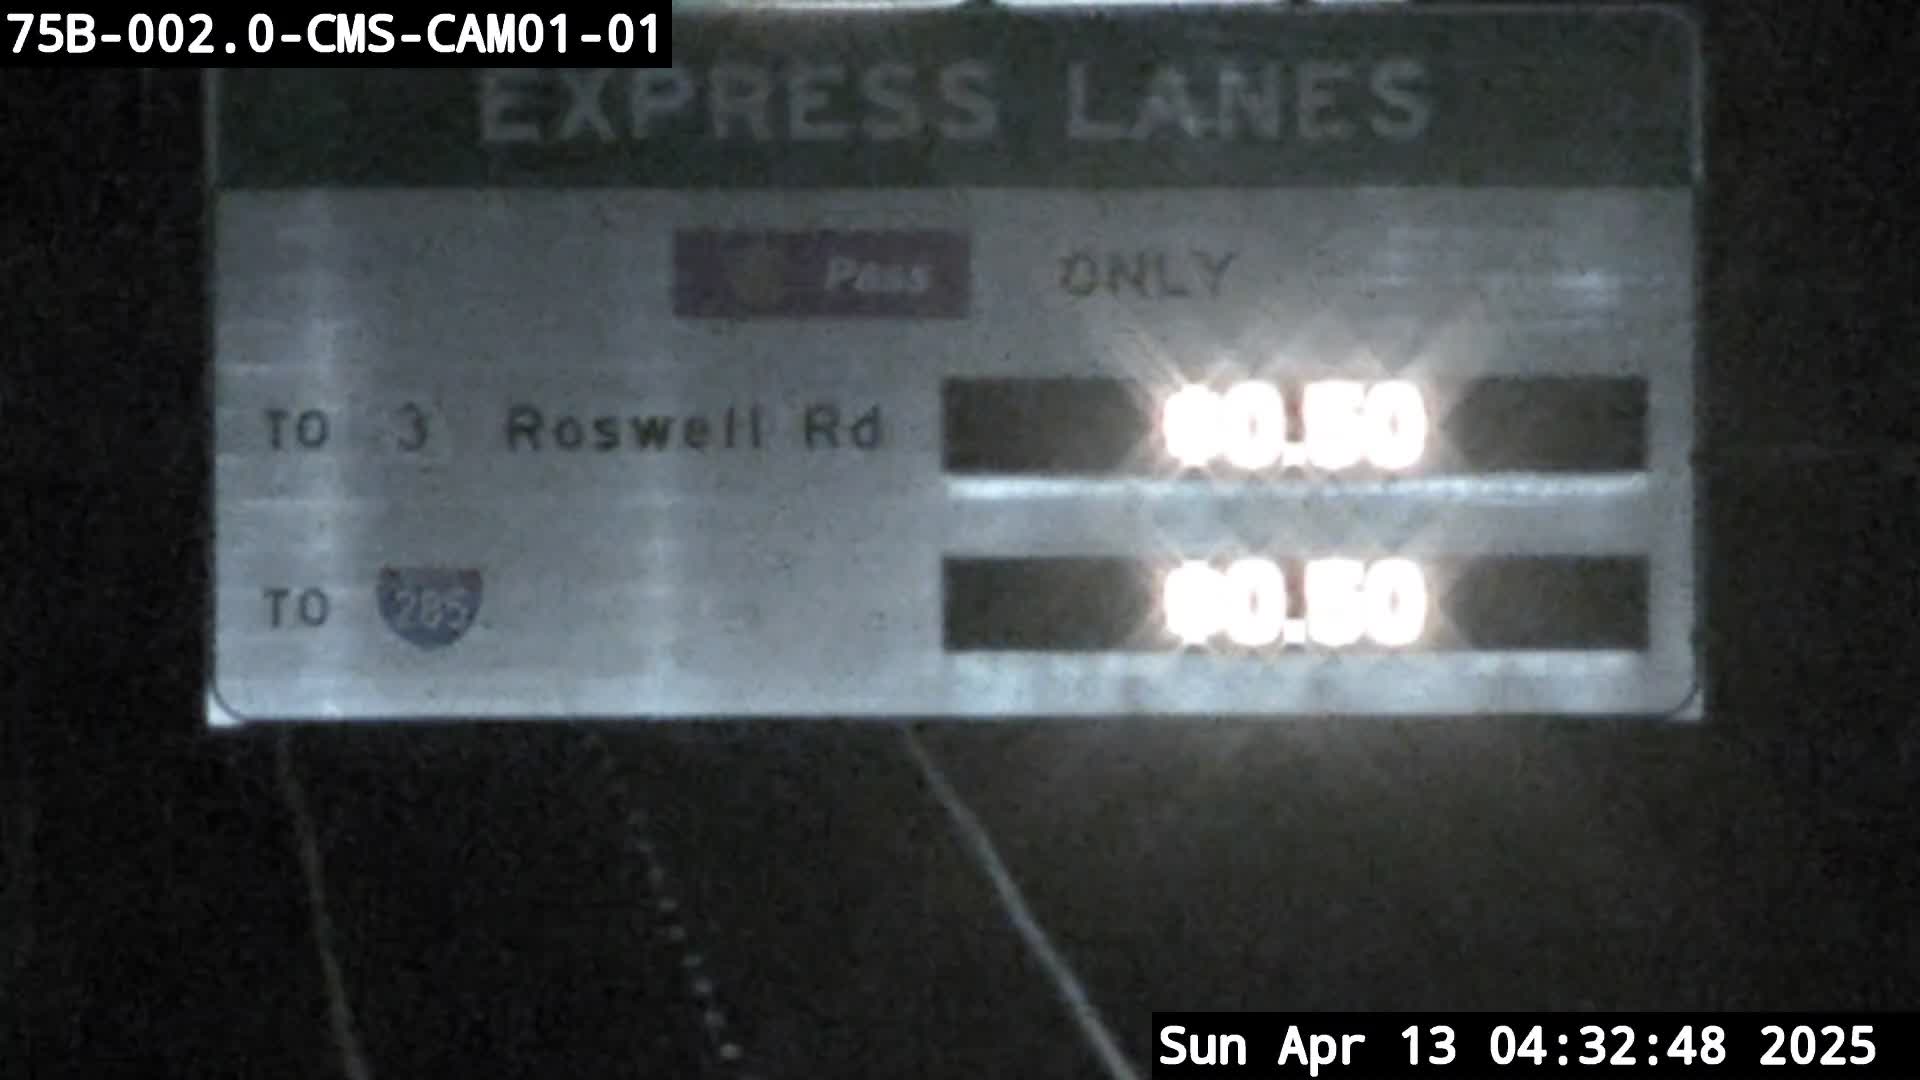 75B-002.0-CMS-CAM01-01
EXPRESS LANES
Pass ONLY
TO 3 Roswell Rd $0.50
TO 285 $0.50
Sun Apr 13 04:32:48 2025